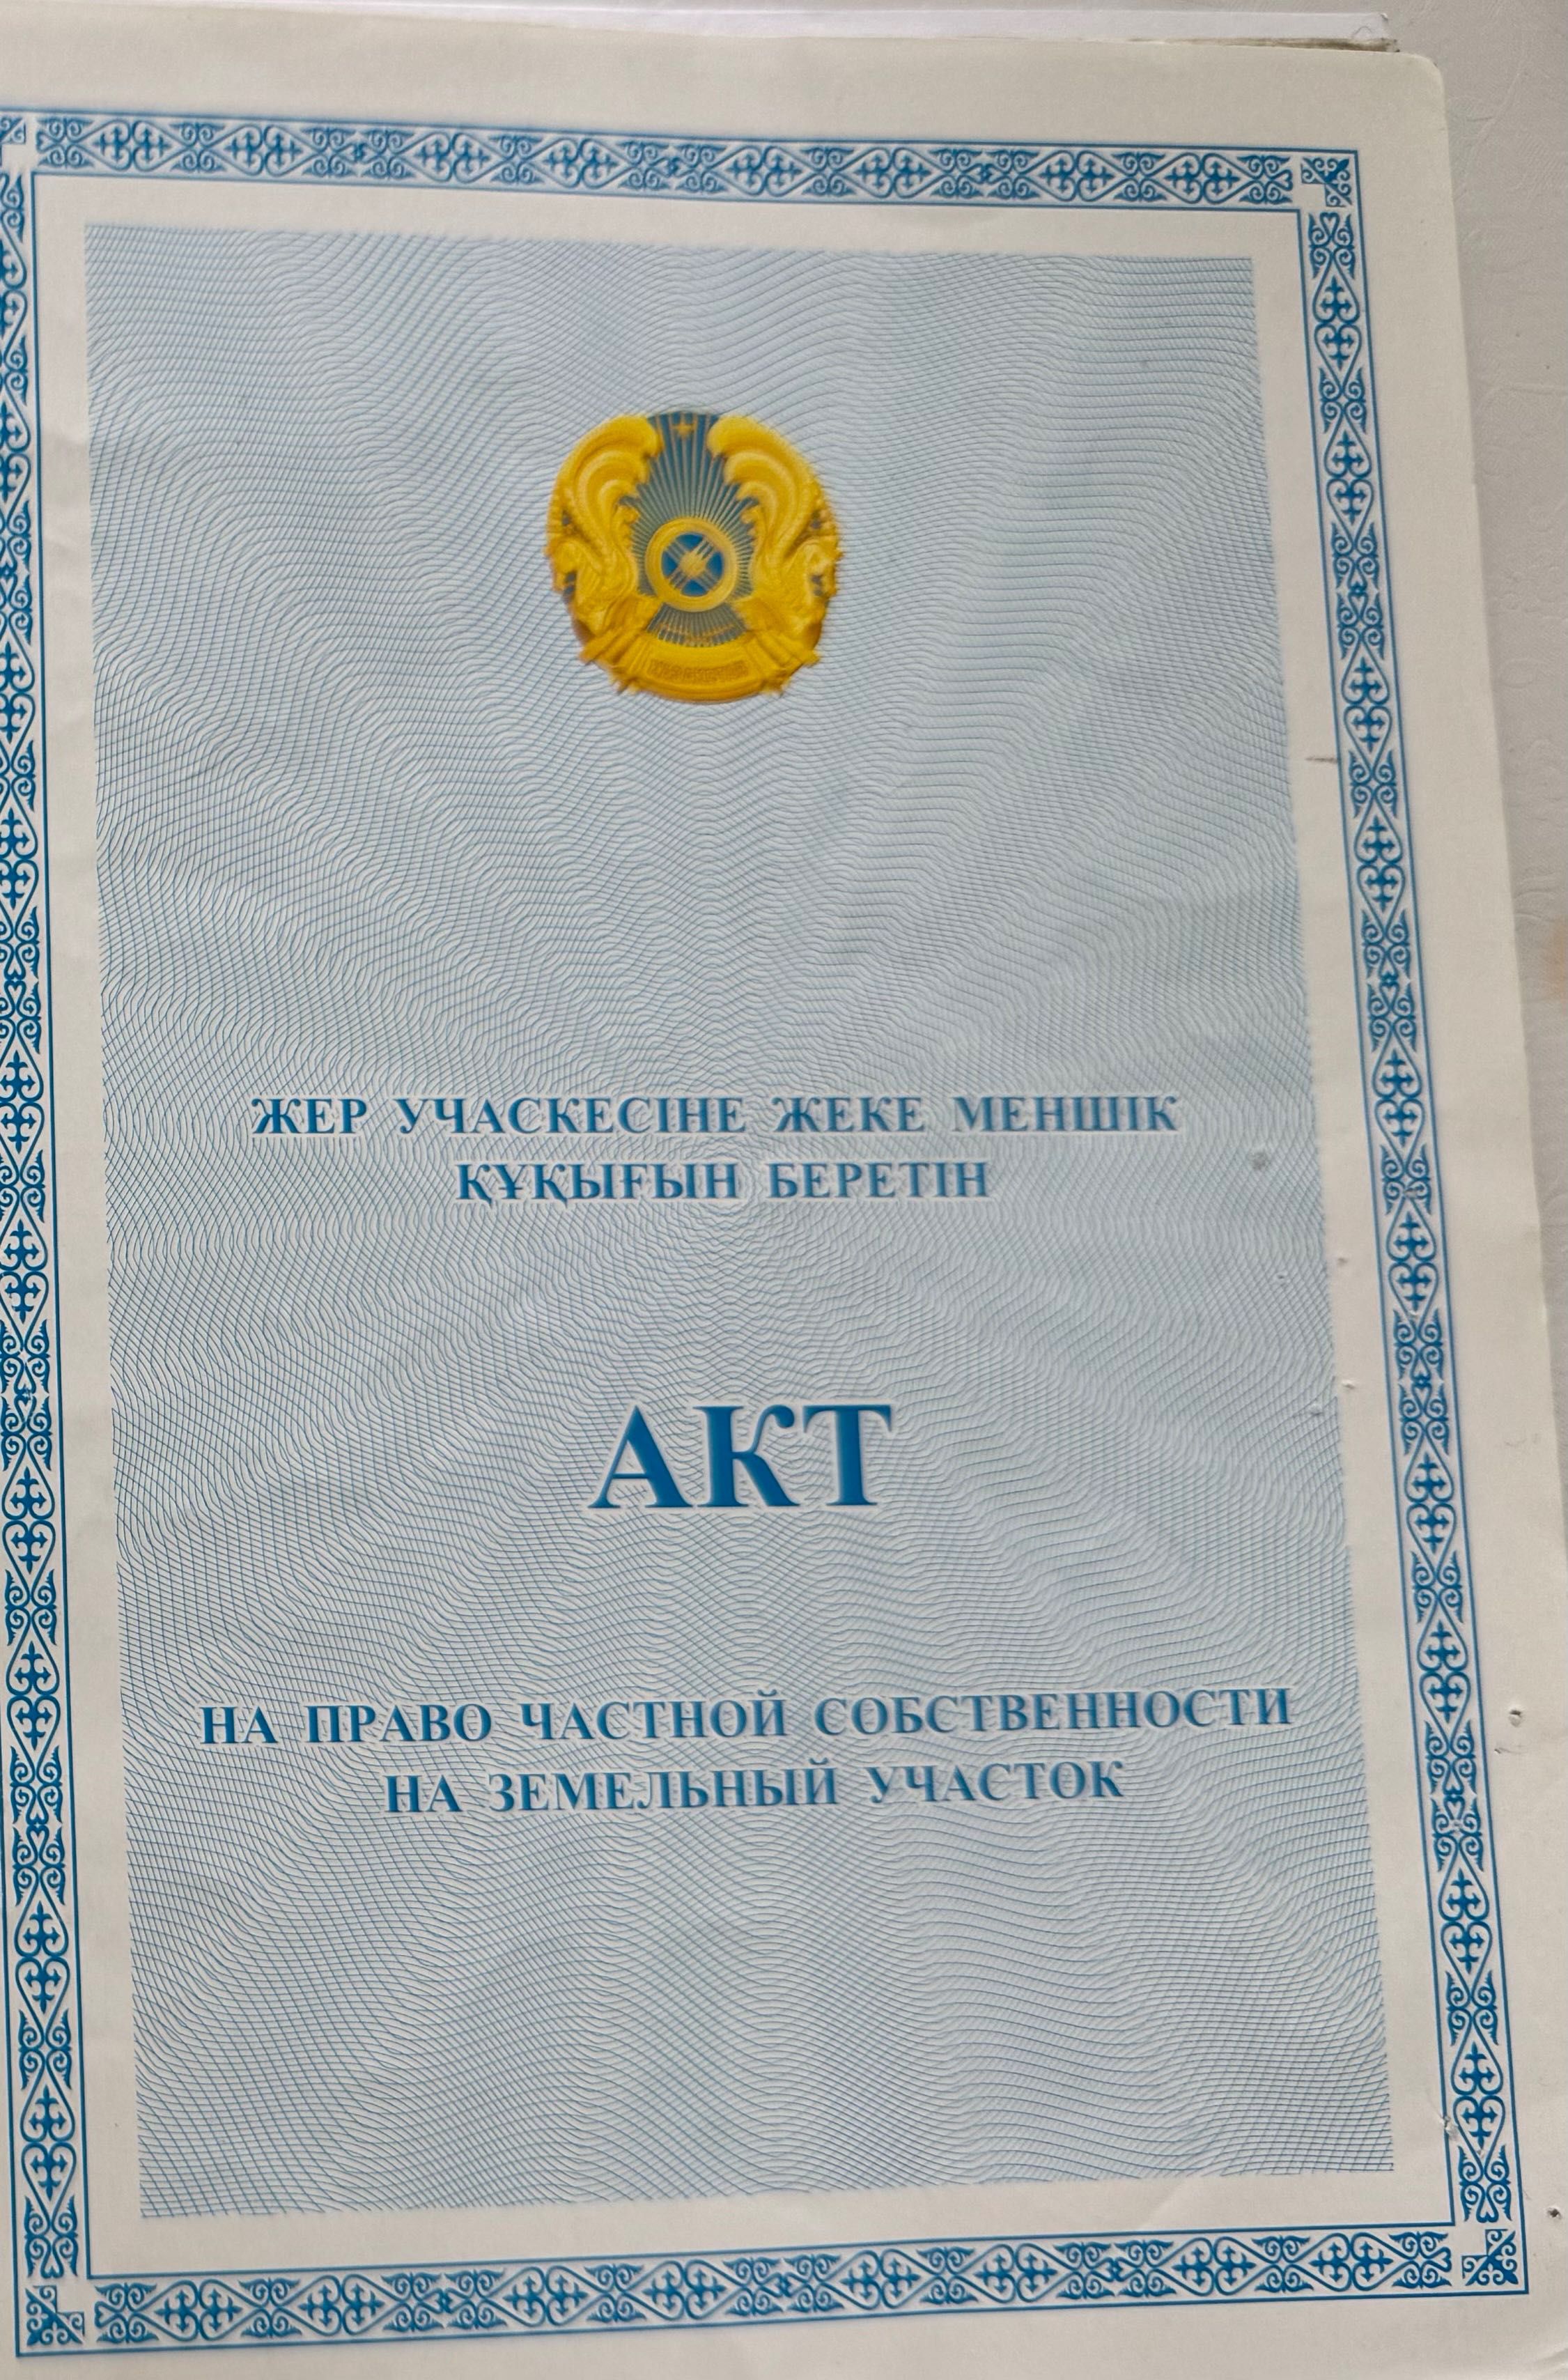 ЖЕР УЧАСКЕСІНЕ ЖЕКЕ МЕНШІК
ҚҰҚЫҒЫН БЕРЕТІН
АКТ
НА ПРАВО ЧАСТНОЙ СОБСТВЕННОСТИ
НА ЗЕМЕЛЬНЫЙ УЧАСТОК